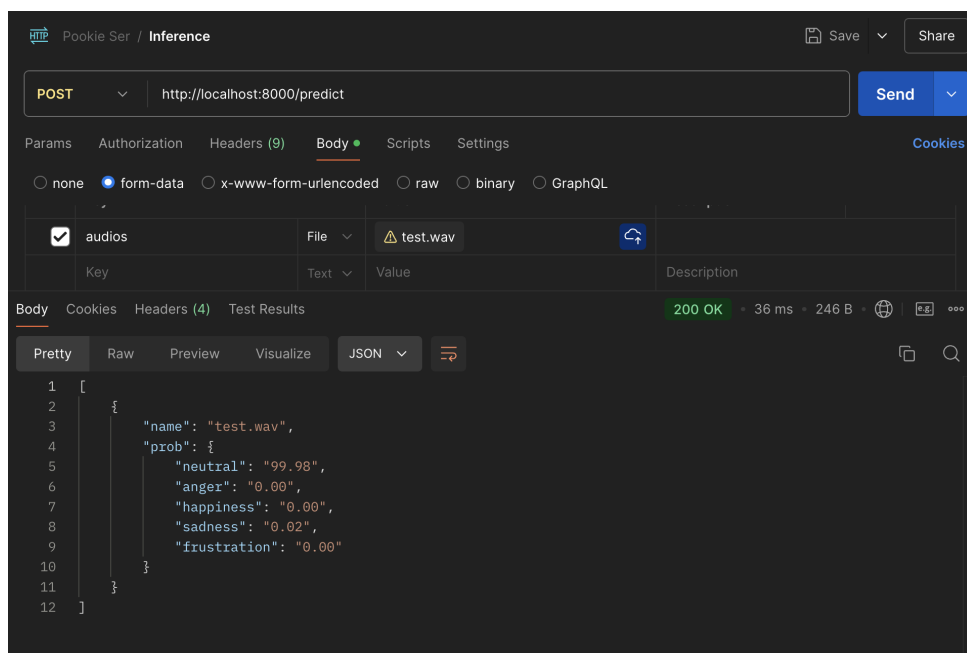 HTTP Pookie Ser / Inference Save Share
POST http://localhost:8000/predict Send
Params Authorization Headers (9) Body Scripts Settings Cookies
none form-data x-www-form-urlencoded raw binary GraphQL
audios File test.wav
Key Text Value Description
Body Cookies Headers (4) Test Results 200 OK • 36 ms • 246 B • e.g.
Pretty Raw Preview Visualize JSON
1 [
2 {
3 "name": "test.wav",
4 "prob": {
5 "neutral": "99.98",
6 "anger": "0.00",
7 "happiness": "0.00",
8 "sadness": "0.02",
9 "frustration": "0.00"
10 }
11 }
12 ]